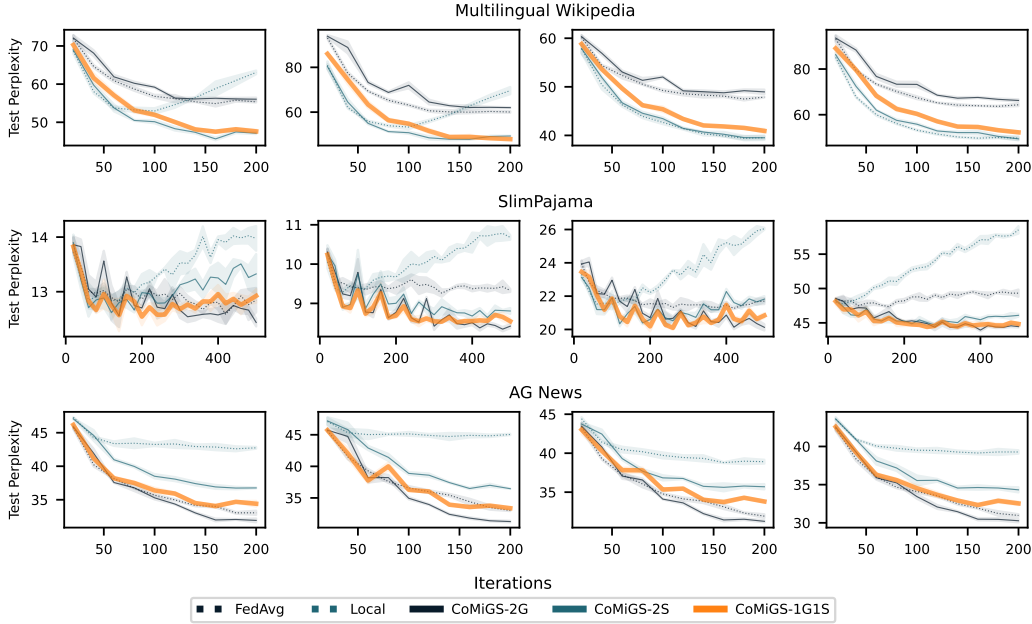 Multilingual Wikipedia
Test Perplexity
70
60
50
50 100 150 200
80
60
50 100 150 200
60
50
40
50 100 150 200
80
60
50 100 150 200
SlimPajama
Test Perplexity
14
13
0 200 400
11
10
9
0 200 400
26
24
22
20
0 200 400
55
50
45
0 200 400
AG News
Test Perplexity
45
40
35
50 100 150 200
45
40
35
50 100 150 200
45
40
35
50 100 150 200
40
35
30
50 100 150 200
Iterations
FedAvg Local CoMiGS-2G CoMiGS-2S CoMiGS-1G1S